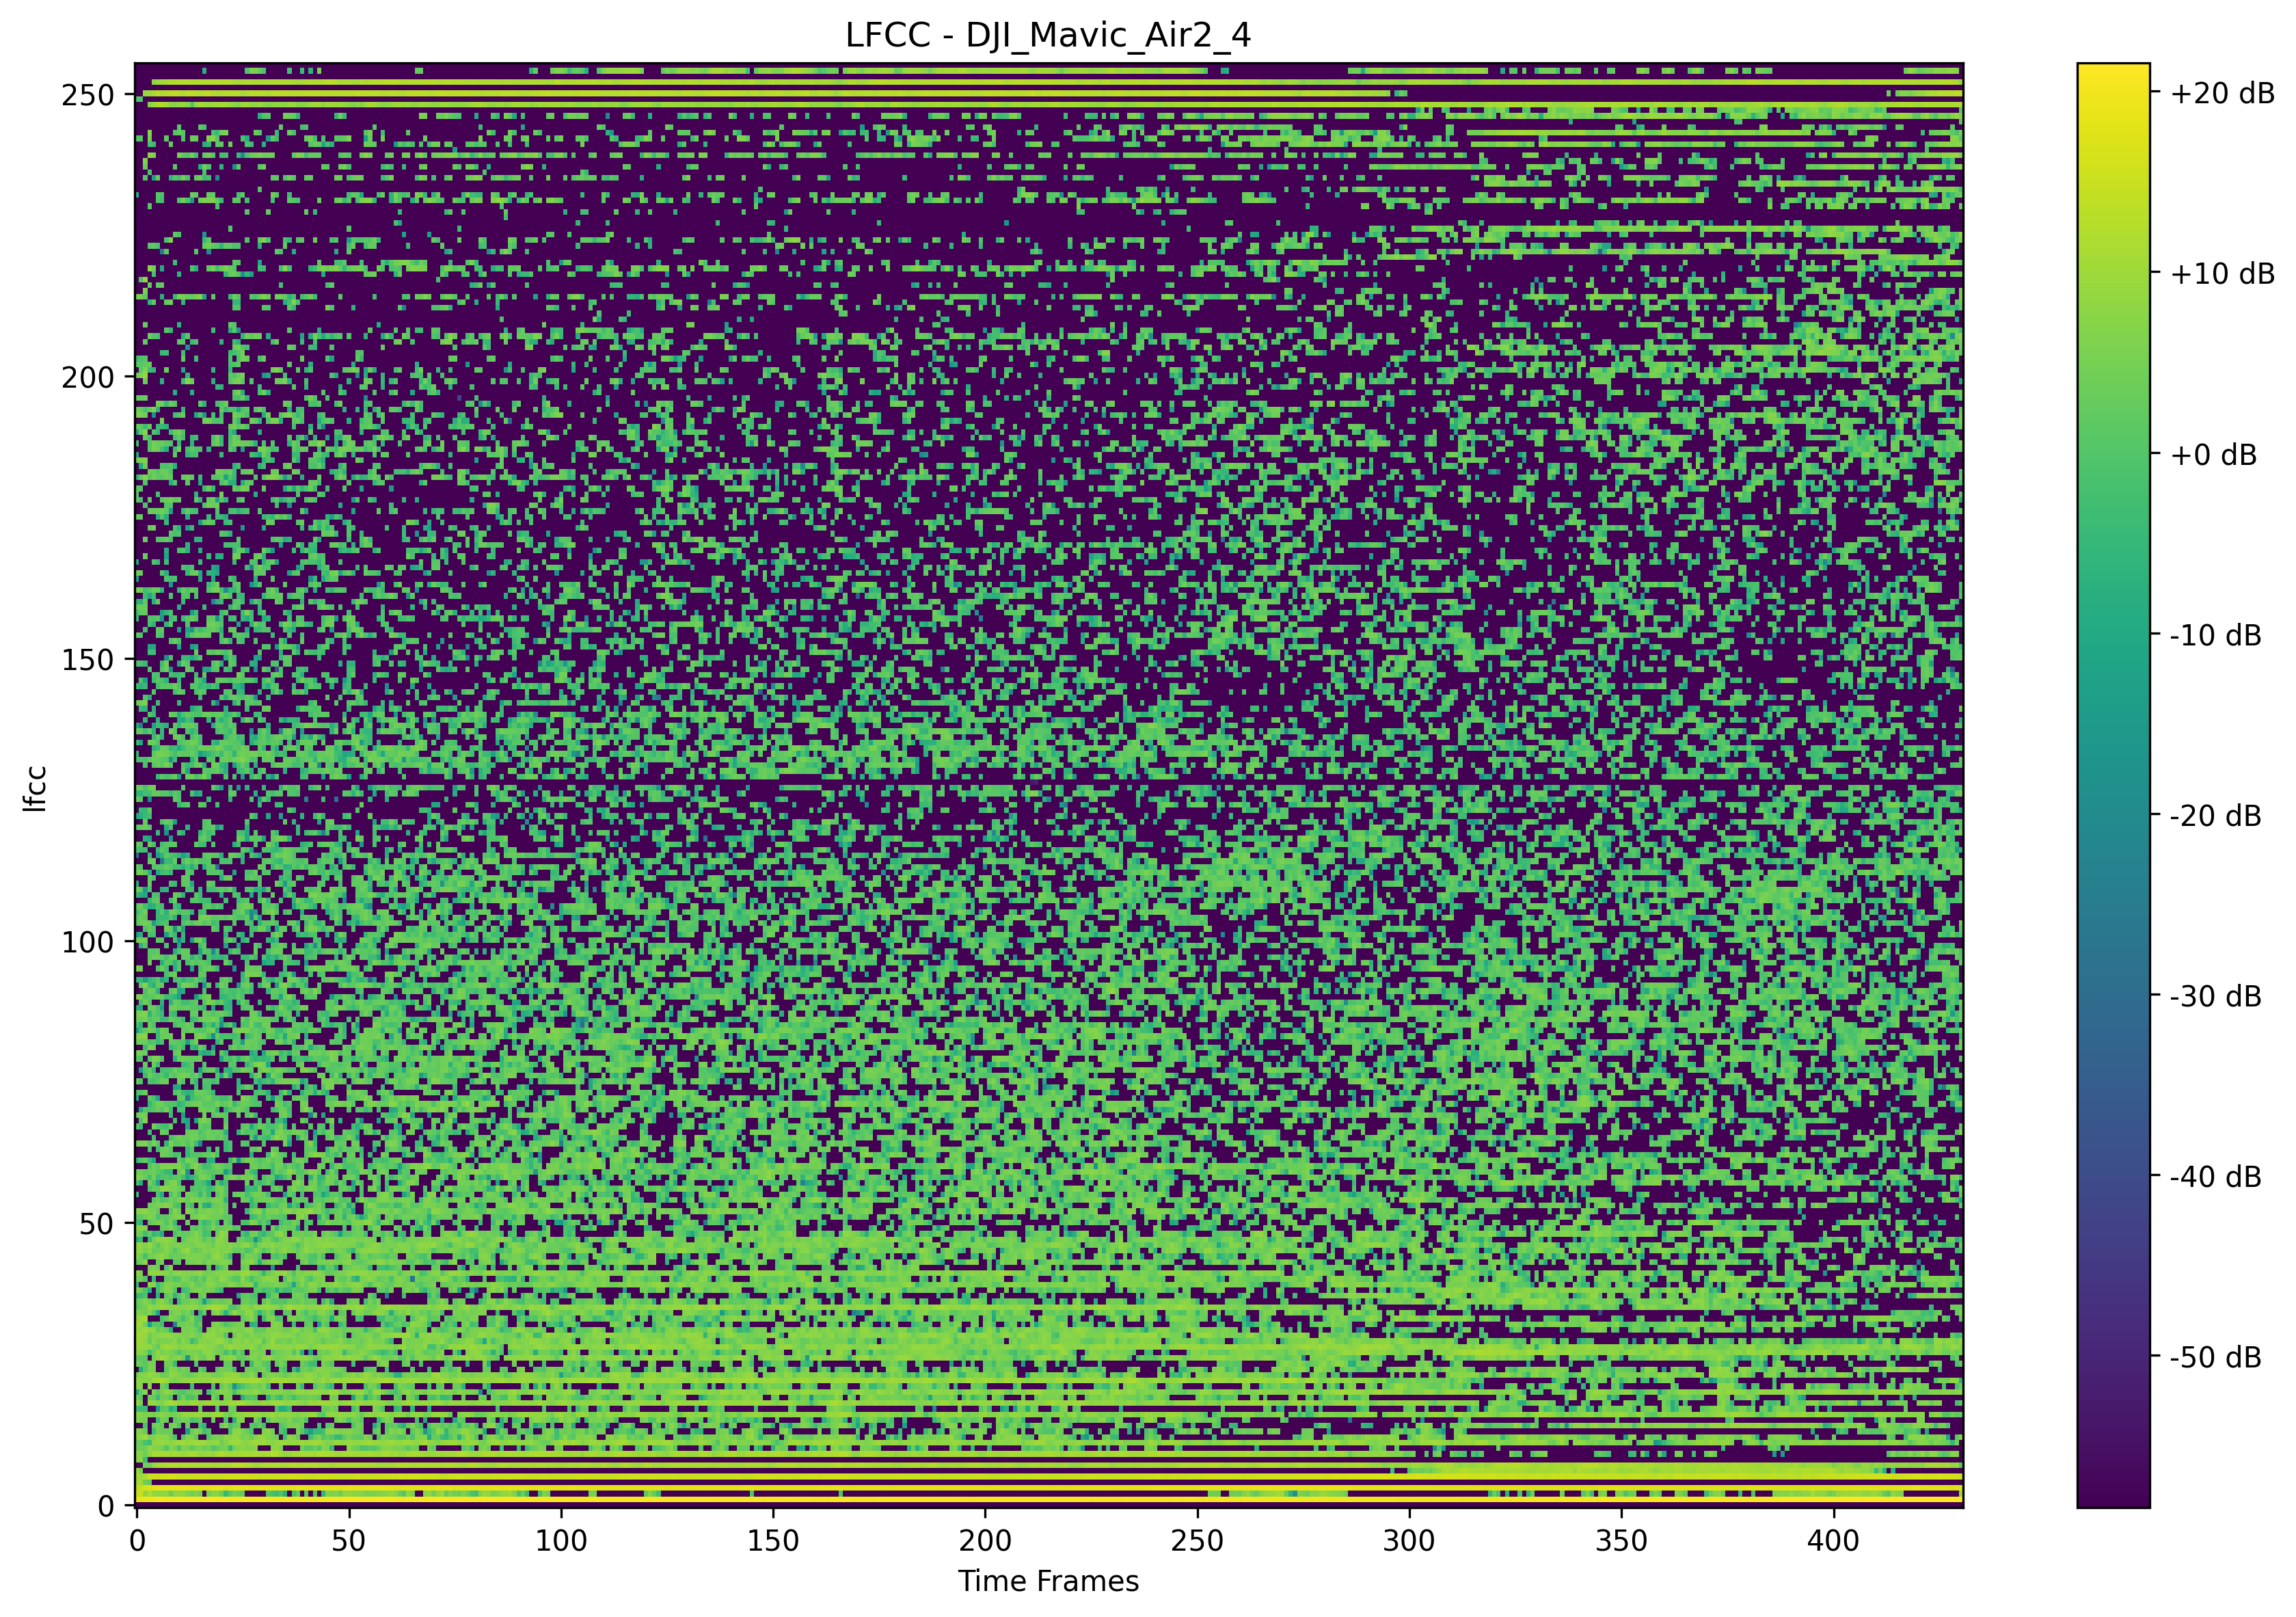 LFCC - DJI_Mavic_Air2_4
250
200
150
100
50
0
lfcc
0 50 100 150 200 250 300 350 400
Time Frames
+20 dB
+10 dB
+0 dB
-10 dB
-20 dB
-30 dB
-40 dB
-50 dB